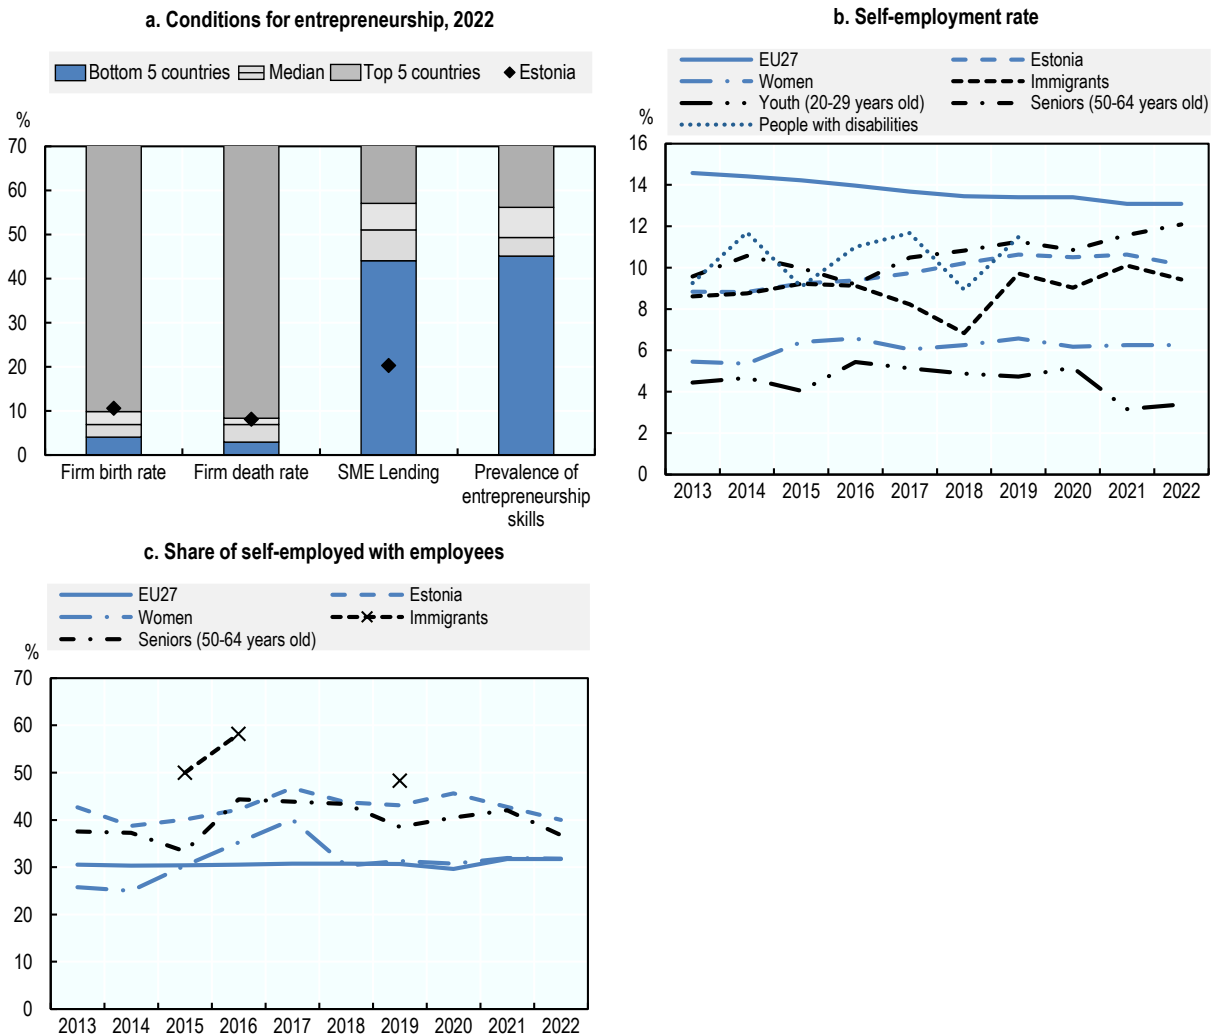 a. Conditions for entrepreneurship, 2022
Bottom 5 countries Median Top 5 countries Estonia
%
70
60
50
40
30
20
10
0
Firm birth rate Firm death rate SME Lending Prevalence of
entrepreneurship
skills
b. Self-employment rate
EU27 Estonia
Women Immigrants
Youth (20-29 years old) Seniors (50-64 years old)
People with disabilities
%
16
14
12
10
8
6
4
2
0
2013 2014 2015 2016 2017 2018 2019 2020 2021 2022
c. Share of self-employed with employees
EU27 Estonia
Women Immigrants
Seniors (50-64 years old)
%
70
60
50
40
30
20
10
0
2013 2014 2015 2016 2017 2018 2019 2020 2021 2022